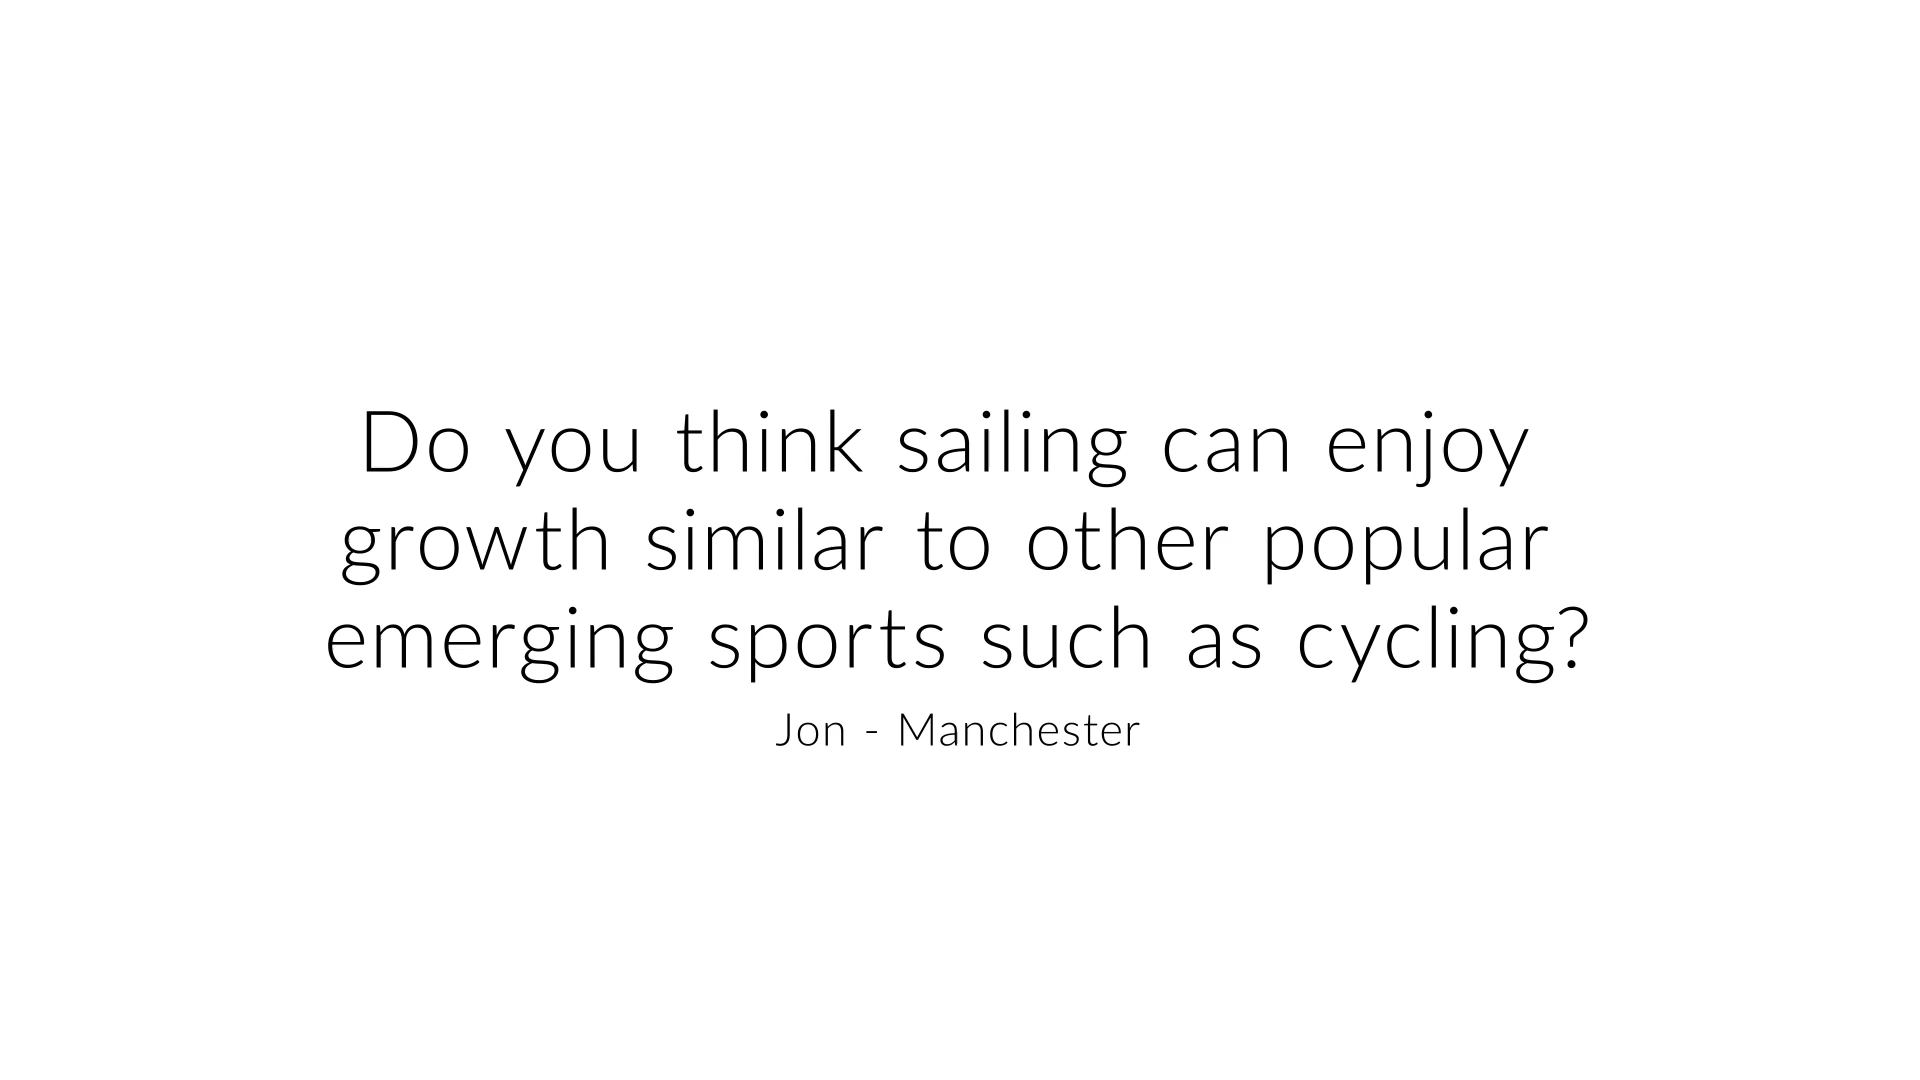 Do you think sailing can enjoy
growth similar to other popular
emerging sports such as cycling?
Jon - Manchester